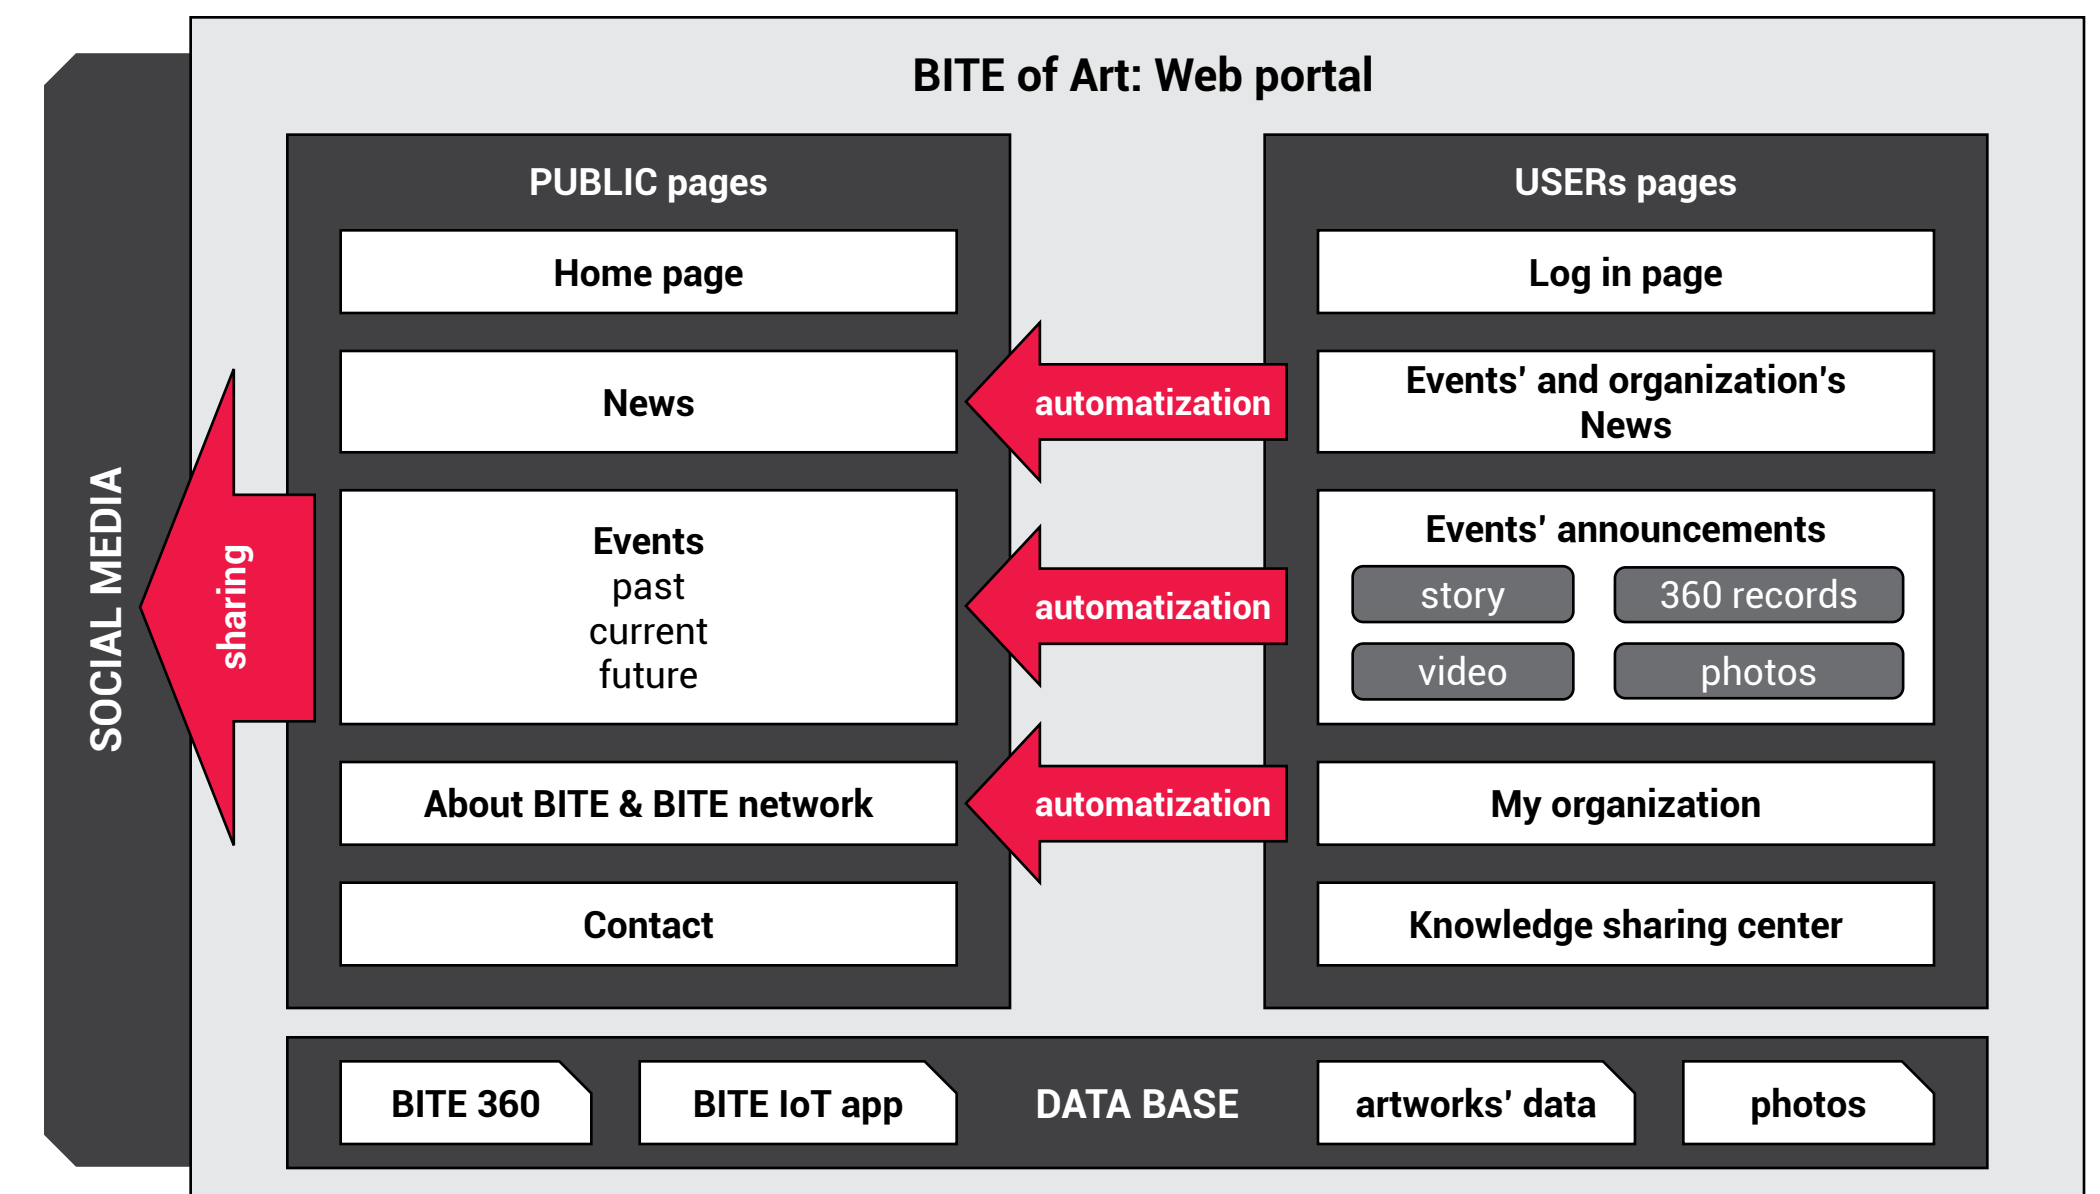 BITE of Art: Web portal
SOCIAL MEDIA
sharing
PUBLIC pages
Home page
News
Events
past
current
future
About BITE & BITE network
Contact
automatization
automatization
automatization
USERs pages
Log in page
Events’ and organization’s
News
Events’ announcements
story
360 records
video
photos
My organization
Knowledge sharing center
BITE 360
BITE IoT app
DATA BASE
artworks’ data
photos